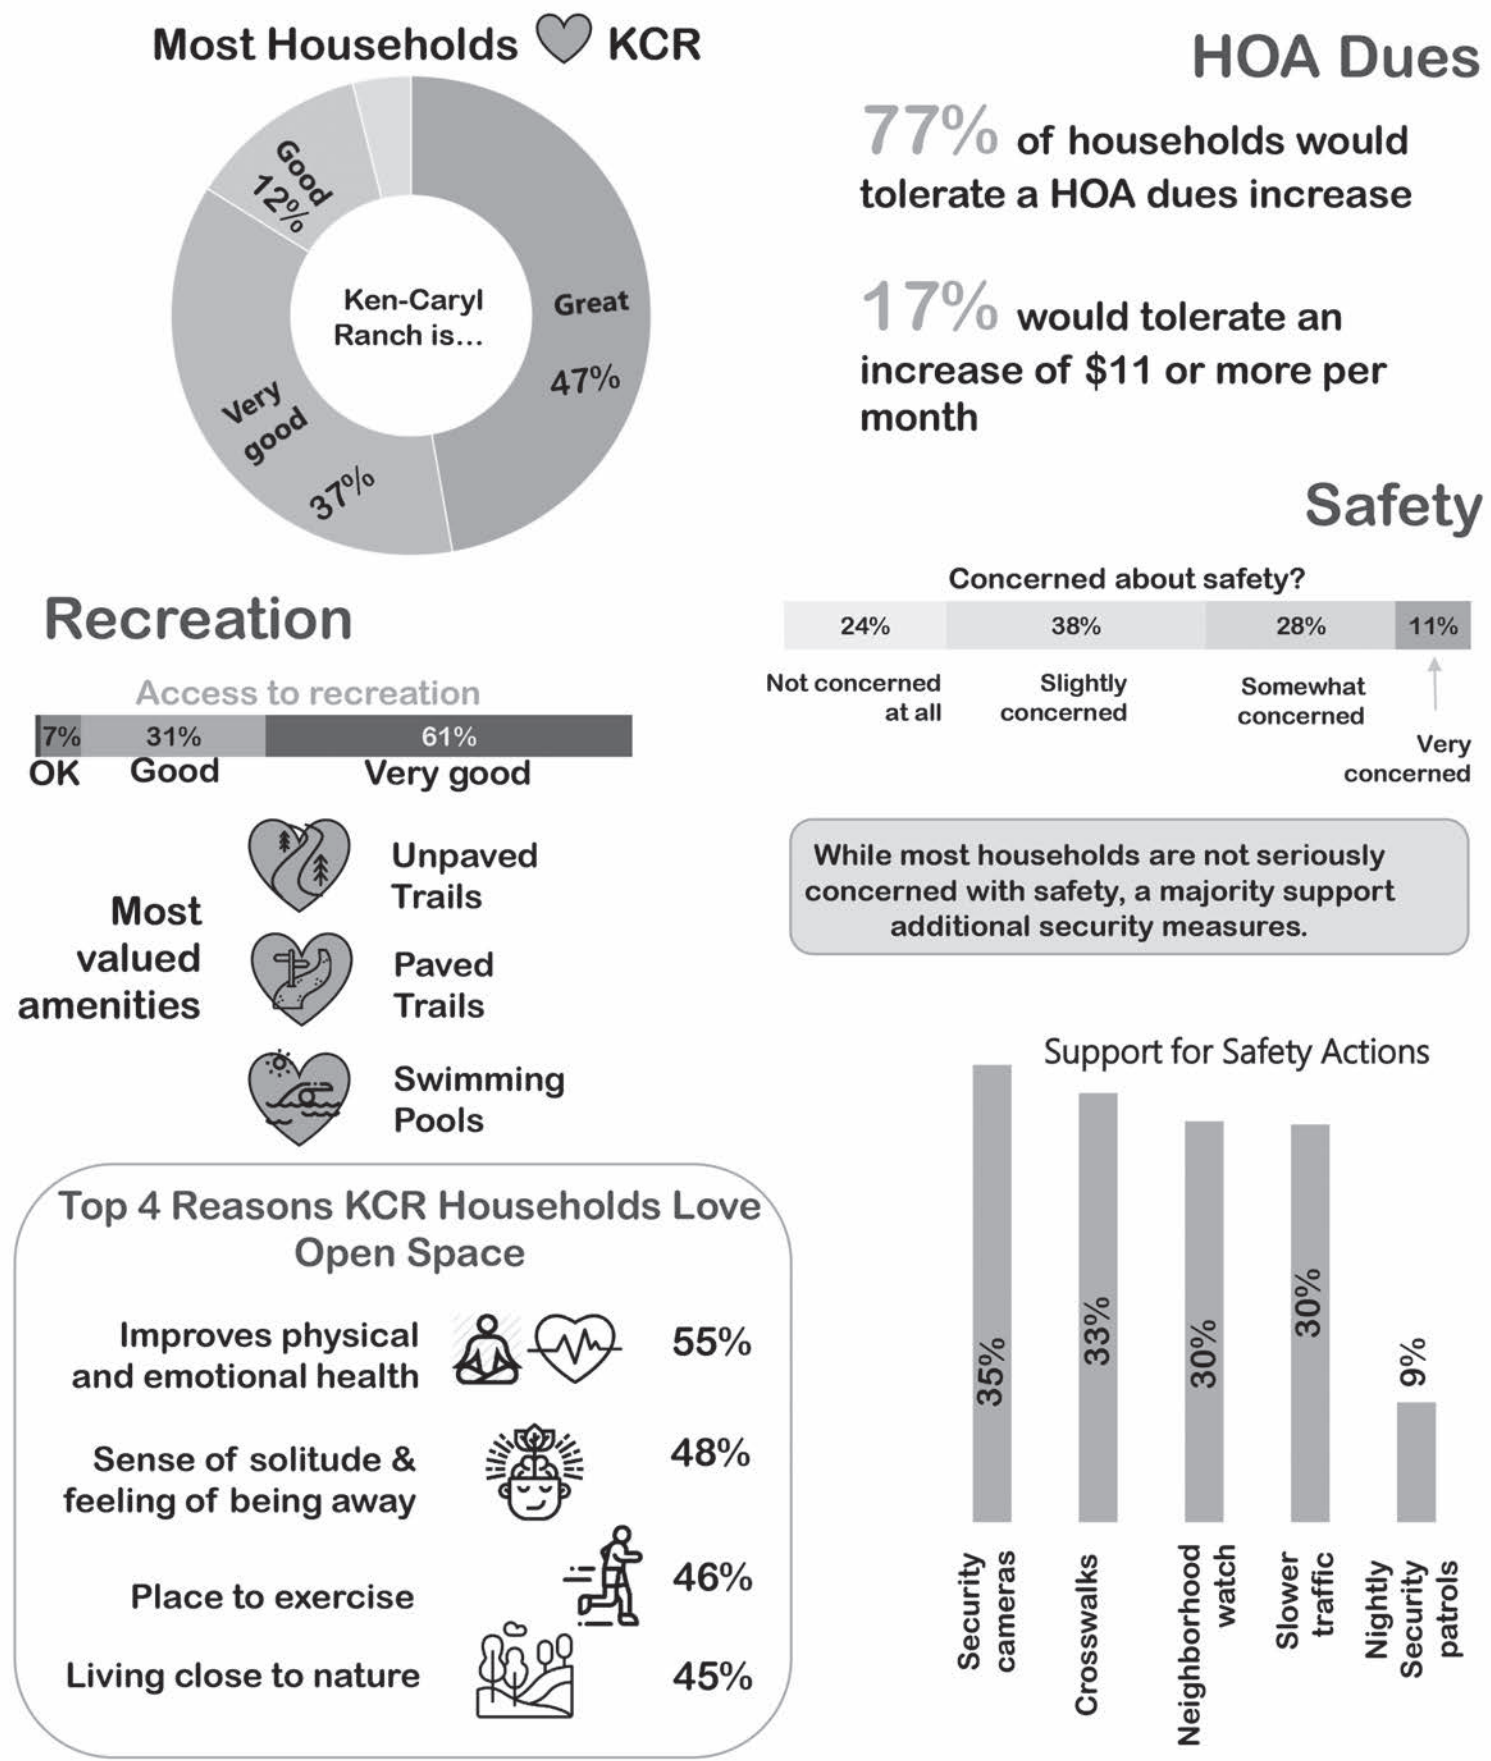 Most Households KCR
Good
12%
Ken-Caryl
Ranch is...
Great
47%
Very
good
37%
HOA Dues
77% of households would
tolerate a HOA dues increase
17% would tolerate an
increase of $11 or more per
month
Safety
Concerned about safety?
24% 38% 28% 11%
Not concerned
at all
Slightly
concerned
Somewhat
concerned
Very
concerned
While most households are not seriously
concerned with safety, a majority support
additional security measures.
Recreation
Access to recreation
7% 31% 61%
OK Good Very good
Most
valued
amenities
Unpaved
Trails
Paved
Trails
Swimming
Pools
Top 4 Reasons KCR Households Love
Open Space
Improves physical
and emotional health
55%
Sense of solitude &
feeling of being away
48%
Place to exercise
46%
Living close to nature
45%
Support for Safety Actions
35%
33%
30%
30%
9%
Security
cameras
Crosswalks
Neighborhood
watch
Slower
traffic
Nightly
Security
patrols